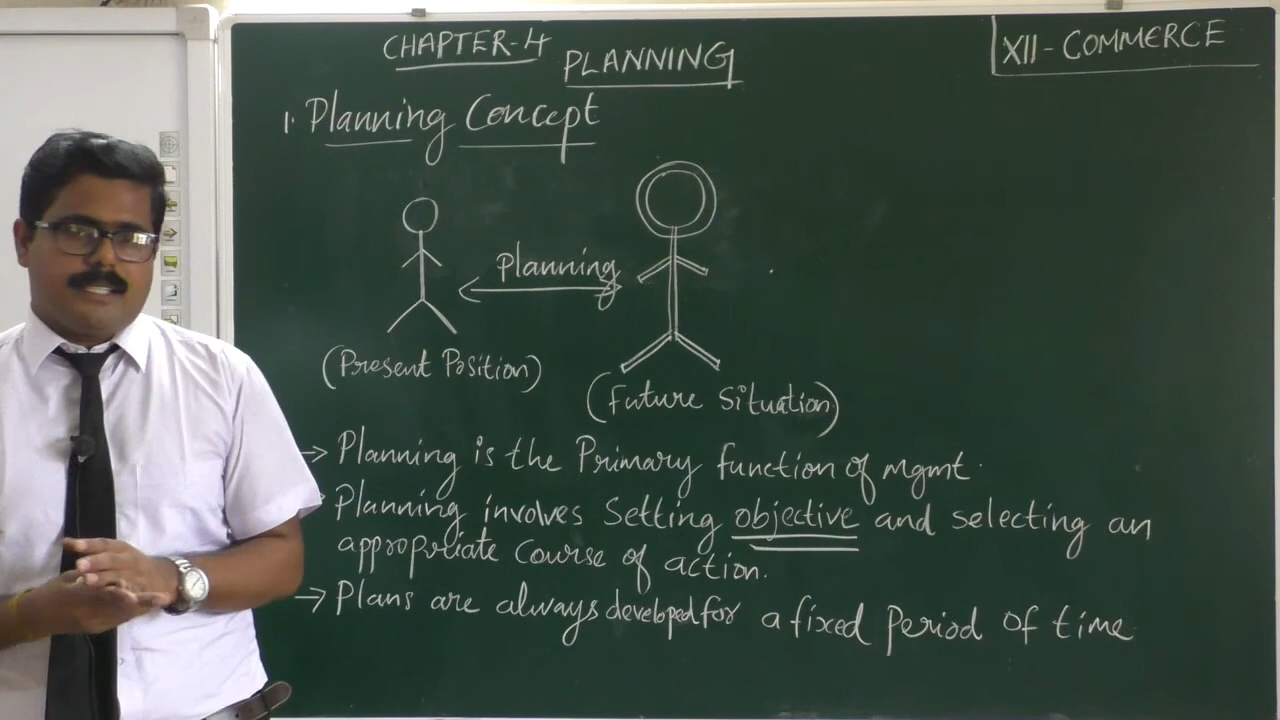 CHAPTER-4
PLANNING
XII - COMMERCE
1. Planning Concept
Planning
(Present Position)
(Future Situation)
→ Planning is the Primary function of mgmt.
Planning involves Setting objective and selecting an
appropriate course of action.
→ Plans are always developed for a fixed Period of time